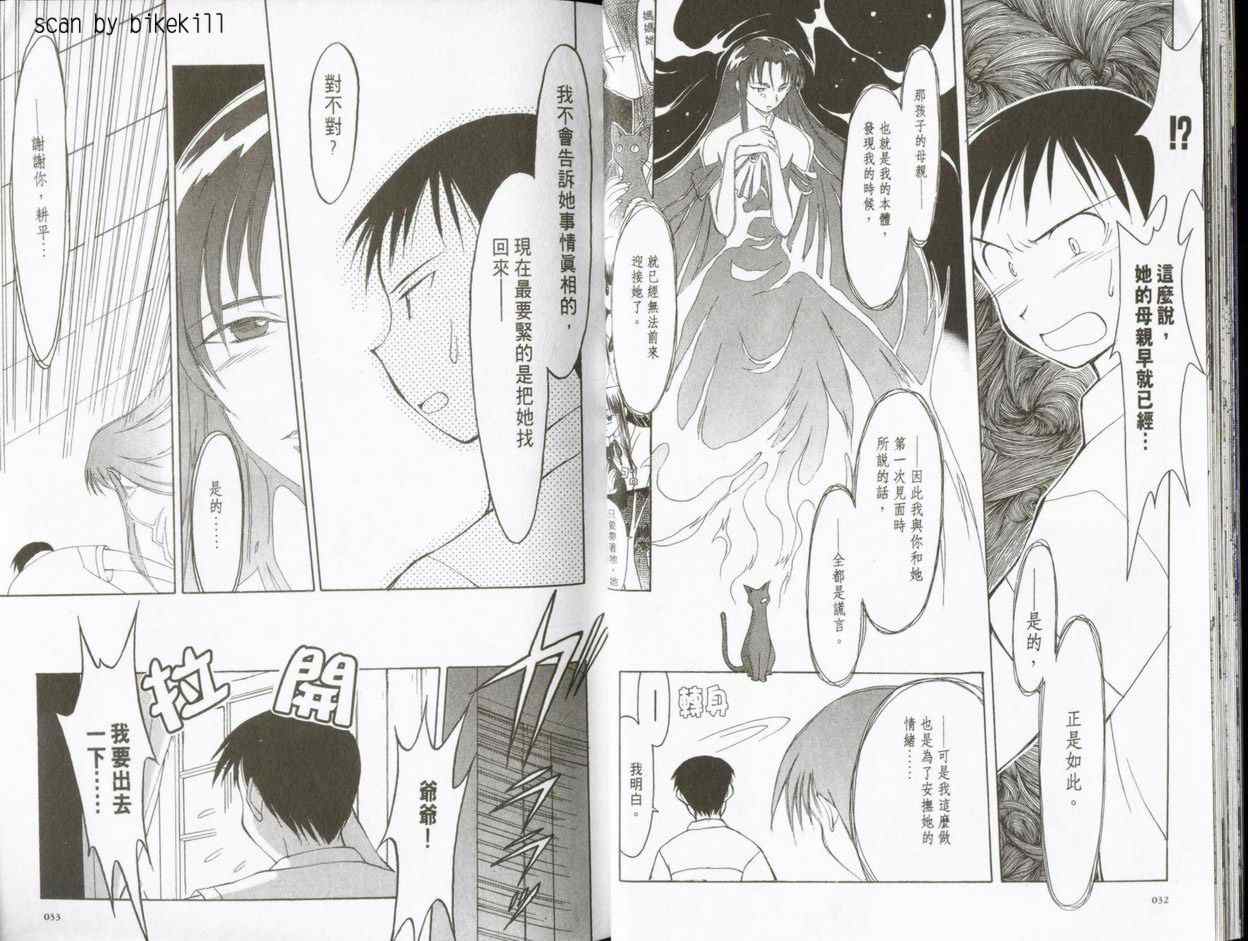 scan by bikekill
!?
這麼說，
她的母親早就已經…
——是的，
正是如此。
那孩子的母親——
也就是我的本體，
發現我的時候，
就已經無法前來
迎接她了。
——因此我與你和她
第一次見面時
所說的話，
——全都是謊言。
媽媽她
——可是我這麼做
也是為了安撫她的
情緒……
轉身
——
我明白。
032
我不會告訴她事情真相的，
現在最要緊的是把她找
回來——
對不對？
是的……
——謝謝你，耕平…
爺爺！
拉開
我要出去
一下……
033